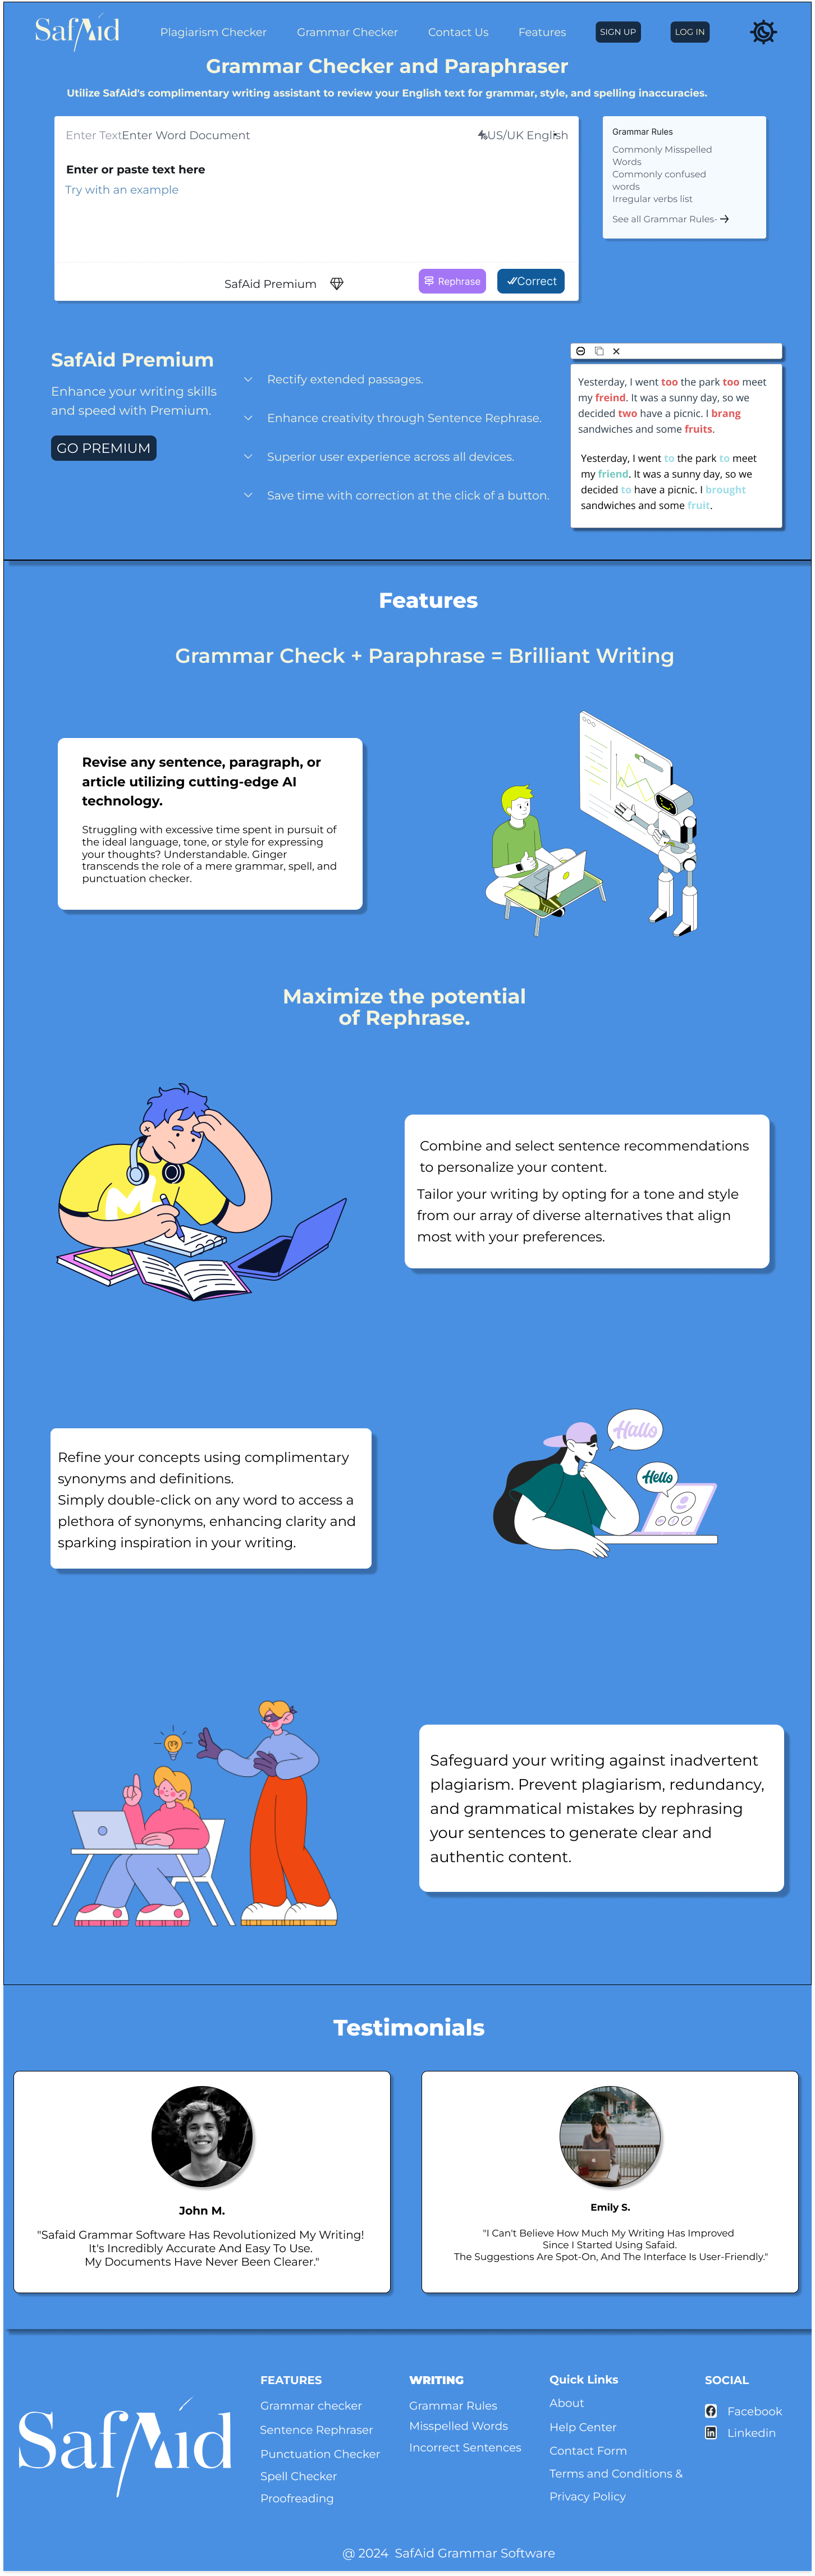 SafAid
Plagiarism Checker Grammar Checker Contact Us Features SIGN UP LOG IN
Grammar Checker and Paraphraser
Utilize SafAid's complimentary writing assistant to review your English text for grammar, style, and spelling inaccuracies.
Enter Text Enter Word Document US/UK English
Enter or paste text here
Try with an example
SafAid Premium Rephrase Correct
Grammar Rules
Commonly Misspelled
Words
Commonly confused
words
Irregular verbs list
See all Grammar Rules-
SafAid Premium
Enhance your writing skills
and speed with Premium.
GO PREMIUM
Rectify extended passages.
Enhance creativity through Sentence Rephrase.
Superior user experience across all devices.
Save time with correction at the click of a button.
Yesterday, I went too the park too meet
my freind. It was a sunny day, so we
decided two have a picnic. I brang
sandwiches and some fruits.
Yesterday, I went to the park to meet
my friend. It was a sunny day, so we
decided to have a picnic. I brought
sandwiches and some fruit.
Features
Grammar Check + Paraphrase = Brilliant Writing
Revise any sentence, paragraph, or
article utilizing cutting-edge AI
technology.
Struggling with excessive time spent in pursuit of
the ideal language, tone, or style for expressing
your thoughts? Understandable. Ginger
transcends the role of a mere grammar, spell, and
punctuation checker.
Maximize the potential
of Rephrase.
M
Combine and select sentence recommendations
to personalize your content.
Tailor your writing by opting for a tone and style
from our array of diverse alternatives that align
most with your preferences.
Refine your concepts using complimentary
synonyms and definitions.
Simply double-click on any word to access a
plethora of synonyms, enhancing clarity and
sparking inspiration in your writing.
Hallo
Hello
Safeguard your writing against inadvertent
plagiarism. Prevent plagiarism, redundancy,
and grammatical mistakes by rephrasing
your sentences to generate clear and
authentic content.
Testimonials
John M.
"Safaid Grammar Software Has Revolutionized My Writing!
It's Incredibly Accurate And Easy To Use.
My Documents Have Never Been Clearer."
Emily S.
"I Can't Believe How Much My Writing Has Improved
Since I Started Using Safaid.
The Suggestions Are Spot-On, And The Interface Is User-Friendly."
SafAid
FEATURES
Grammar checker
Sentence Rephraser
Punctuation Checker
Spell Checker
Proofreading
WRITING
Grammar Rules
Misspelled Words
Incorrect Sentences
Quick Links
About
Help Center
Contact Form
Terms and Conditions &
Privacy Policy
SOCIAL
Facebook
Linkedin
@ 2024 SafAid Grammar Software